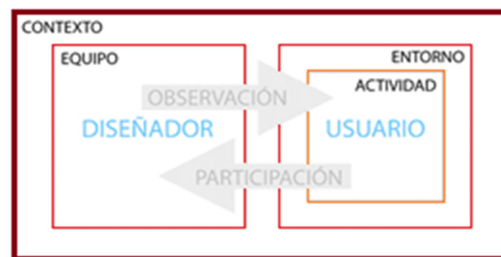 CONTEXTO
EQUIPO
ENTORNO
ACTIVIDAD
OBSERVACIÓN
DISEÑADOR
USUARIO
PARTICIPACIÓN